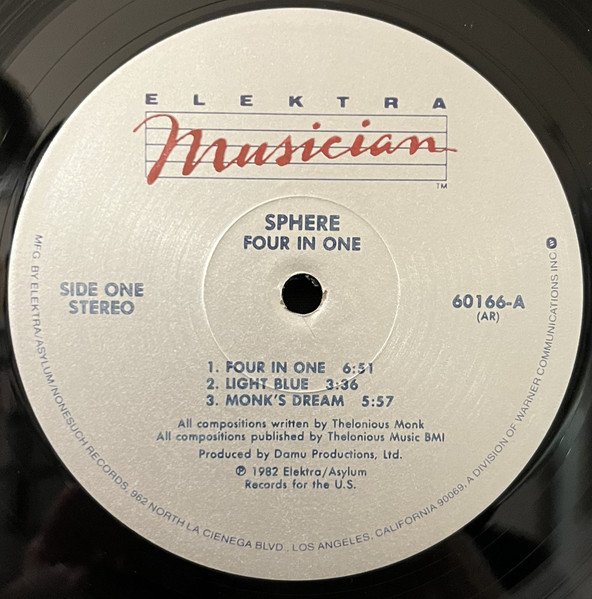 ELEKTRA
Musician
TM
SPHERE
FOUR IN ONE
SIDE ONE
STEREO
60166-A
(AR)
1. FOUR IN ONE 6:51
2. LIGHT BLUE 3:36
3. MONK'S DREAM 5:57
All compositions written by Thelonious Monk
All compositions published by Thelonious Music BMI
Produced by Damu Productions, Ltd.
℗ 1982 Elektra/Asylum
Records for the U.S.
MFG. BY ELEKTRA/ASYLUM/NONESUCH RECORDS, 962 NORTH LA CIENEGA BLVD., LOS ANGELES, CALIFORNIA 90069, A DIVISION OF WARNER COMMUNICATIONS INC.